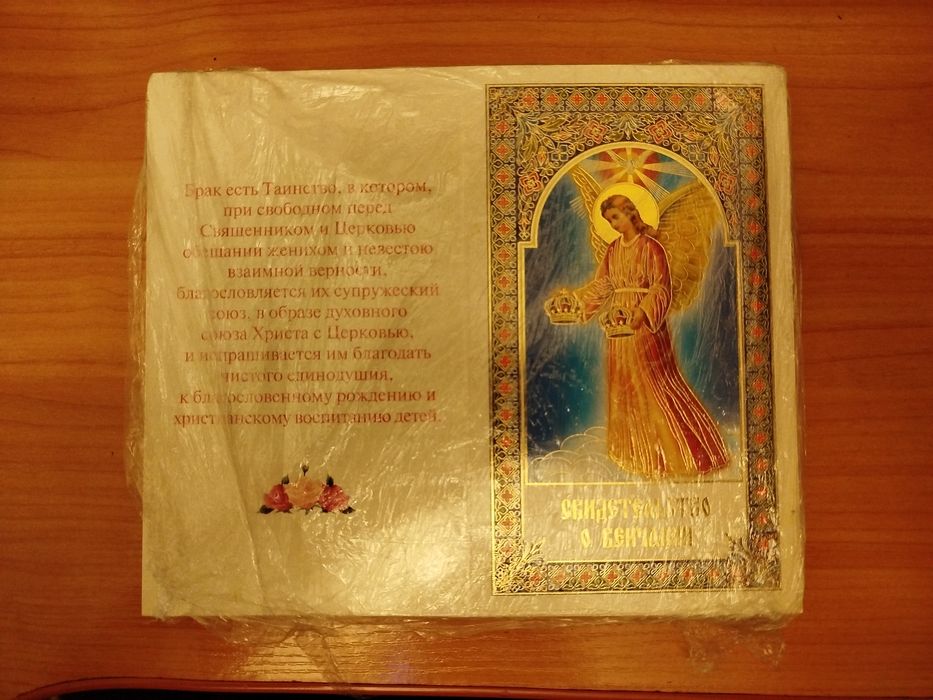 Брак есть Таинство, в котором,
при свободном перед
Священником и Церковью
обещании женихом и невестою
взаимной верности,
благословляется их супружеский
союз, в образе духовного
союза Христа с Церковью,
и испрашивается им благодать
чистого единодушия,
к благословенному рождению и
христианскому воспитанию детей.
СВИДЕТЕЛЬСТВО
О ВЕНЧАНИИ